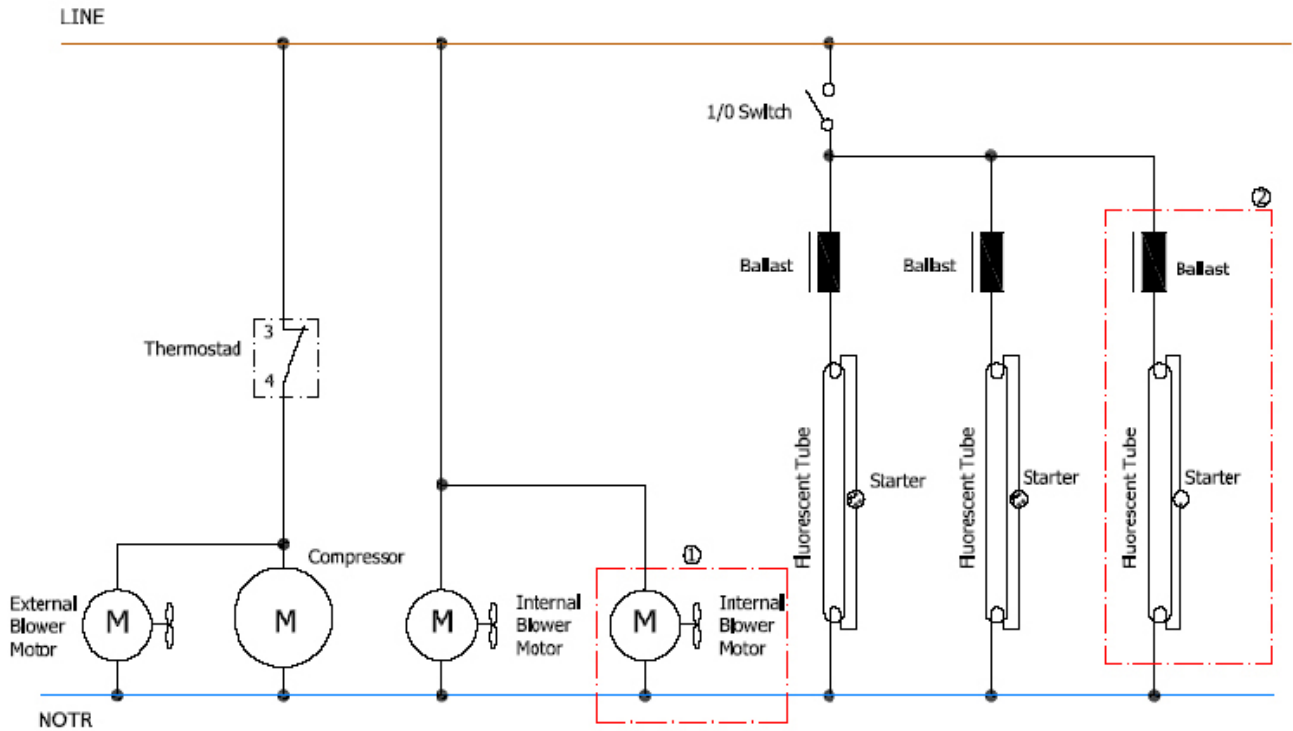 LINE
1/0 Switch
②
Ballast
Ballast
Ballast
3
Thermostad
4
Fluorescent Tube
Starter
Fluorescent Tube
Starter
Fluorescent Tube
Starter
Compressor
①
External
Blower
Motor
M
M
M
Internal
Blower
Motor
M
Internal
Blower
Motor
NOTR